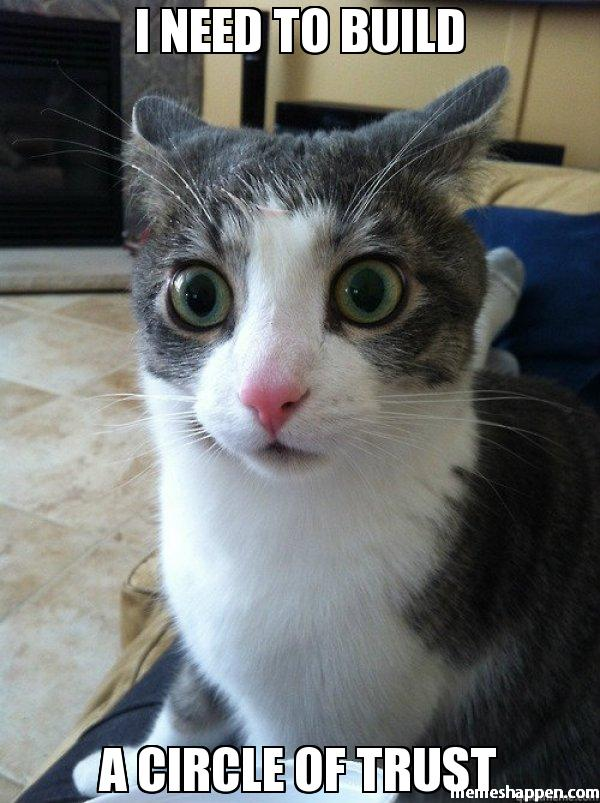 I NEED TO BUILD
A CIRCLE OF TRUST
memeshappen.com